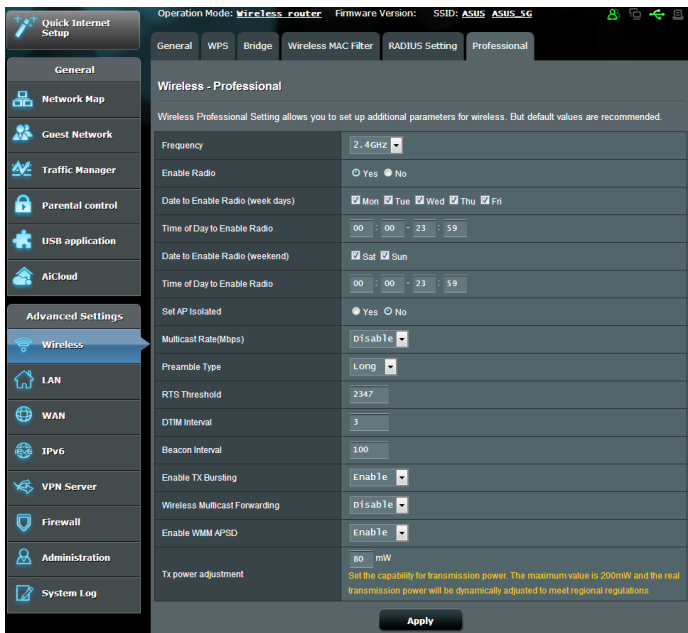 Operation Mode: Wireless router Firmware Version: SSID: ASUS ASUS_5G
Quick Internet
Setup
General
Network Map
Guest Network
Traffic Manager
Parental control
USB application
AiCloud
Advanced Settings
Wireless
LAN
WAN
IPv6
IPv6
VPN Server
Firewall
Administration
System Log
General WPS Bridge Wireless MAC Filter RADIUS Setting Professional
Wireless - Professional
Wireless Professional Setting allows you to set up additional parameters for wireless. But default values are recommended.
Frequency 2.4GHz
Enable Radio Yes No
Date to Enable Radio (week days) Mon Tue Wed Thu Fri
Time of Day to Enable Radio 00 : 00 - 23 : 59
Date to Enable Radio (weekend) Sat Sun
Time of Day to Enable Radio 00 : 00 - 23 : 59
Set AP Isolated Yes No
Multicast Rate(Mbps) Disable
Preamble Type Long
RTS Threshold 2347
DTIM Interval 3
Beacon Interval 100
Enable TX Bursting Enable
Wireless Multicast Forwarding Disable
Enable WMM APSD Enable
Tx power adjustment 80 mW
Set the capability for transmission power. The maximum value is 200mW and the real
transmission power will be dynamically adjusted to meet regional regulations
Apply